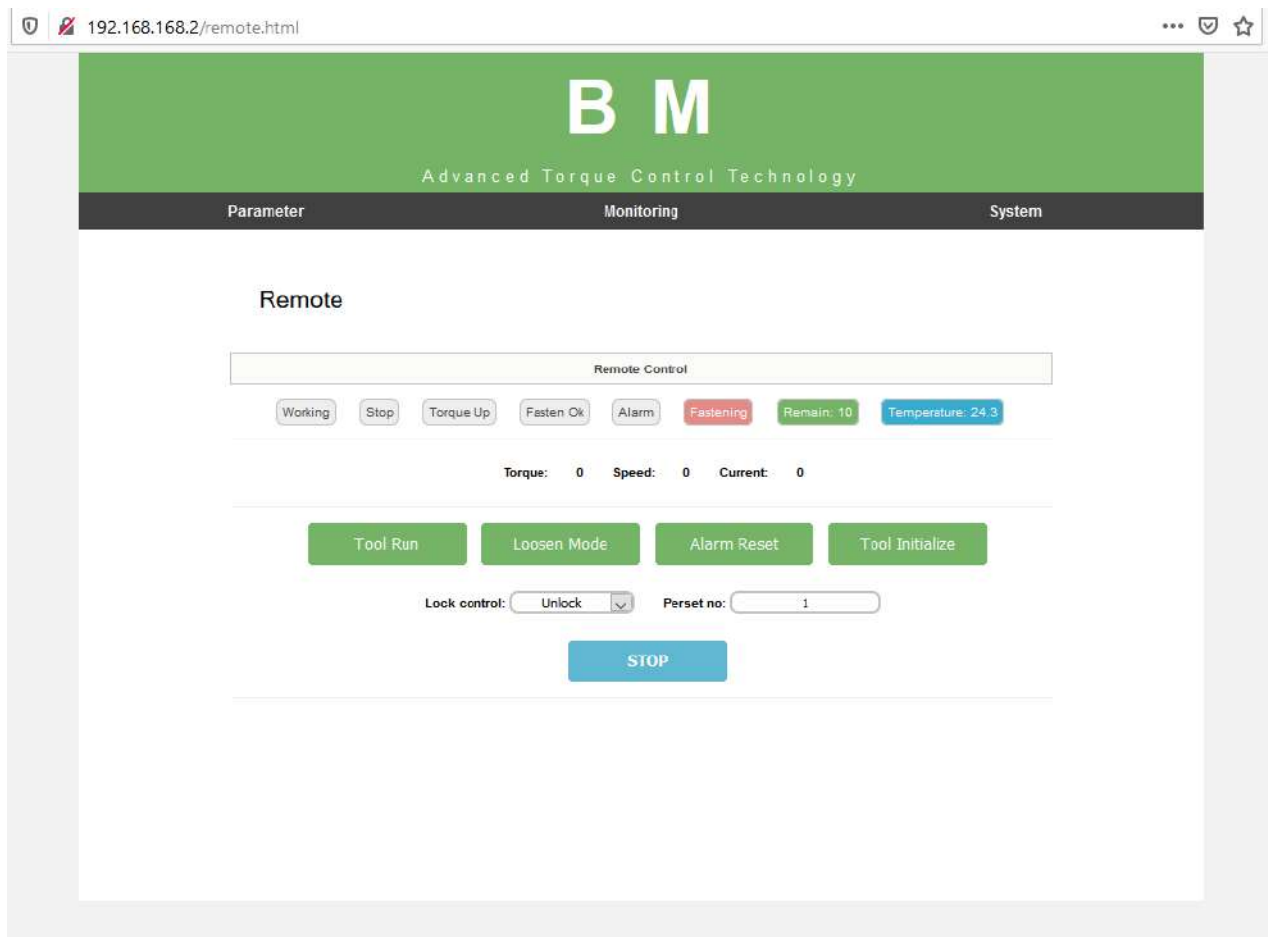 192.168.168.2/remote.html
B M
Advanced Torque Control Technology
Parameter Monitoring System
Remote
Remote Control
Working Stop Torque Up Fasten Ok Alarm Fastening Remain: 10 Temperature: 24.3
Torque: 0 Speed: 0 Current: 0
Tool Run Loosen Mode Alarm Reset Tool Initialize
Lock control: Unlock Perset no: 1
STOP